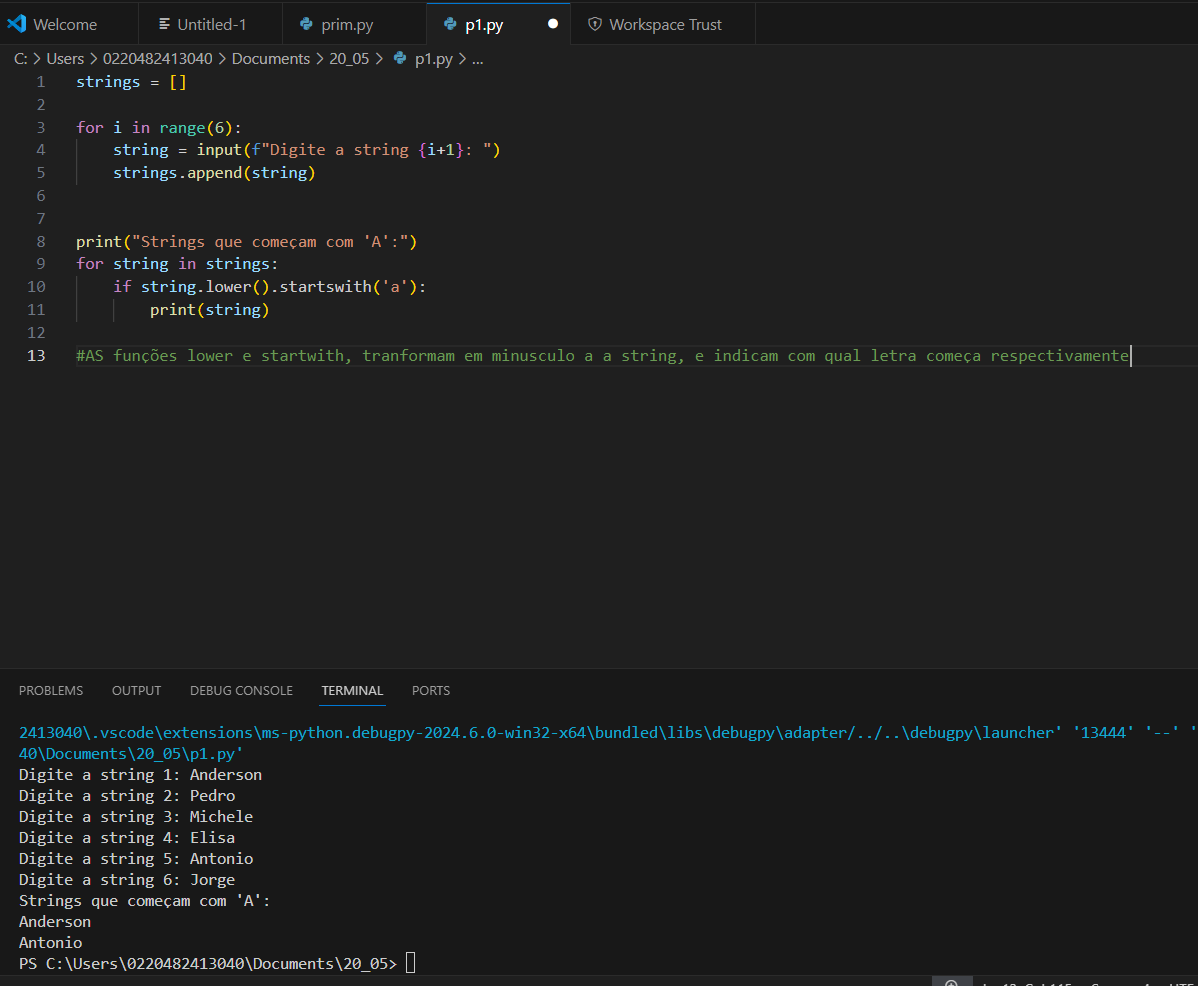 Welcome Untitled-1 prim.py p1.py Workspace Trust
C: > Users > 0220482413040 > Documents > 20_05 > p1.py > ...
1 strings = []
2
3 for i in range(6):
4 string = input(f"Digite a string {i+1}: ")
5 strings.append(string)
6
7
8 print("Strings que começam com 'A':")
9 for string in strings:
10 if string.lower().startswith('a'):
11 print(string)
12
13 #AS funções lower e startwith, tranformam em minusculo a a string, e indicam com qual letra começa respectivamente
PROBLEMS OUTPUT DEBUG CONSOLE TERMINAL PORTS
2413040\.vscode\extensions\ms-python.debugpy-2024.6.0-win32-x64\bundled\libs\debugpy\adapter/../..\debugpy\launcher' '13444' '--' '
40\Documents\20_05\p1.py'
Digite a string 1: Anderson
Digite a string 2: Pedro
Digite a string 3: Michele
Digite a string 4: Elisa
Digite a string 5: Antonio
Digite a string 6: Jorge
Strings que começam com 'A':
Anderson
Antonio
PS C:\Users\0220482413040\Documents\20_05>